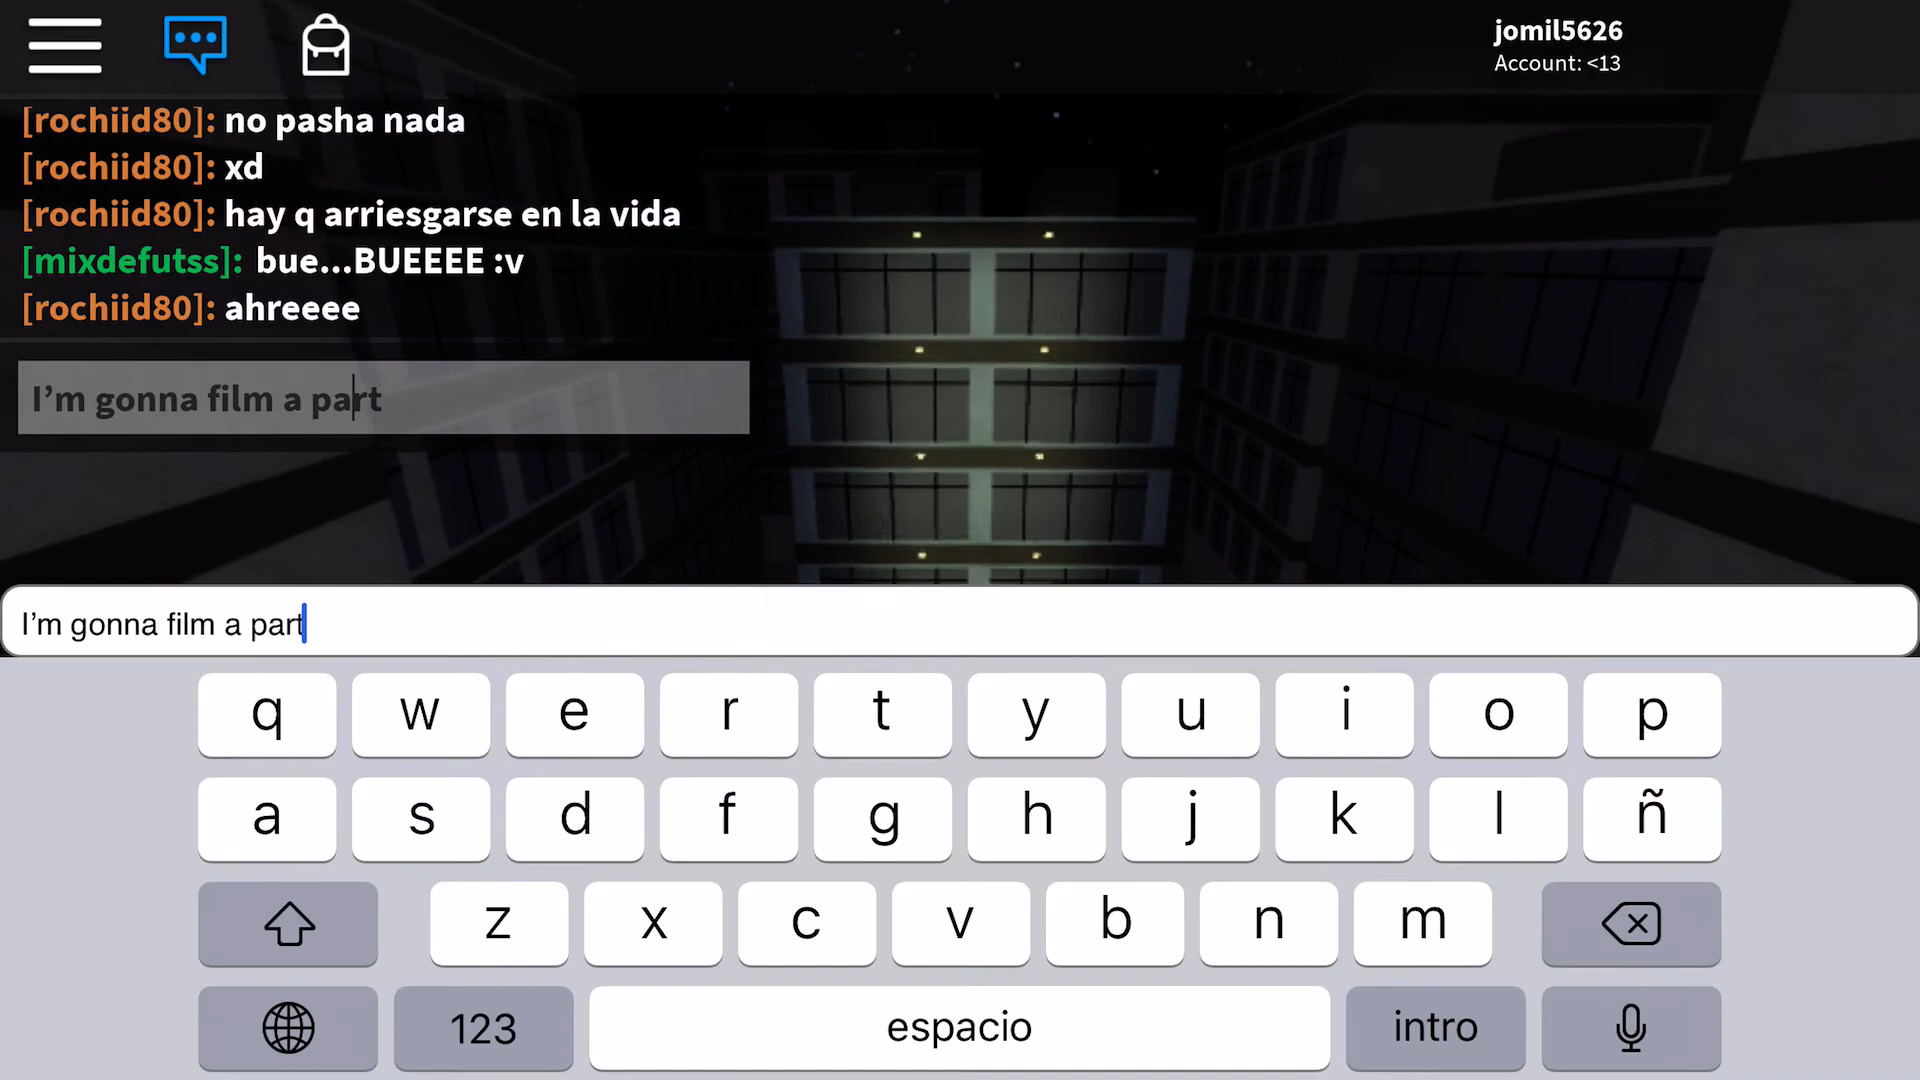 jomil5626
Account: <13
[rochiid80]: no pasha nada
[rochiid80]: xd
[rochiid80]: hay q arriesgarse en la vida
[mixdefutss]: bue...BUEEEE :v
[rochiid80]: ahreeee
I’m gonna film a part
I’m gonna film a part
q w e r t y u i o p
a s d f g h j k l ñ
z x c v b n m
123 espacio intro